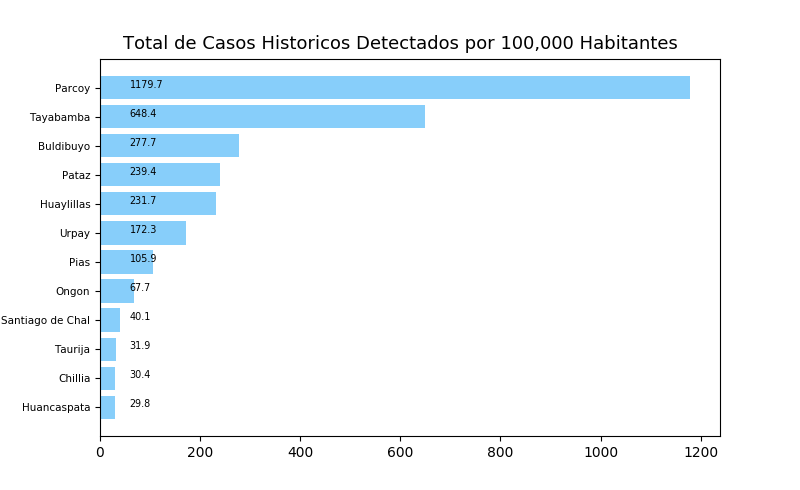 Total de Casos Historicos Detectados por 100,000 Habitantes
Parcoy 1179.7
Tayabamba 648.4
Buldibuyo 277.7
Pataz 239.4
Huaylillas 231.7
Urpay 172.3
Pias 105.9
Ongon 67.7
Santiago de Chal 40.1
Taurija 31.9
Chillia 30.4
Huancaspata 29.8
0 200 400 600 800 1000 1200